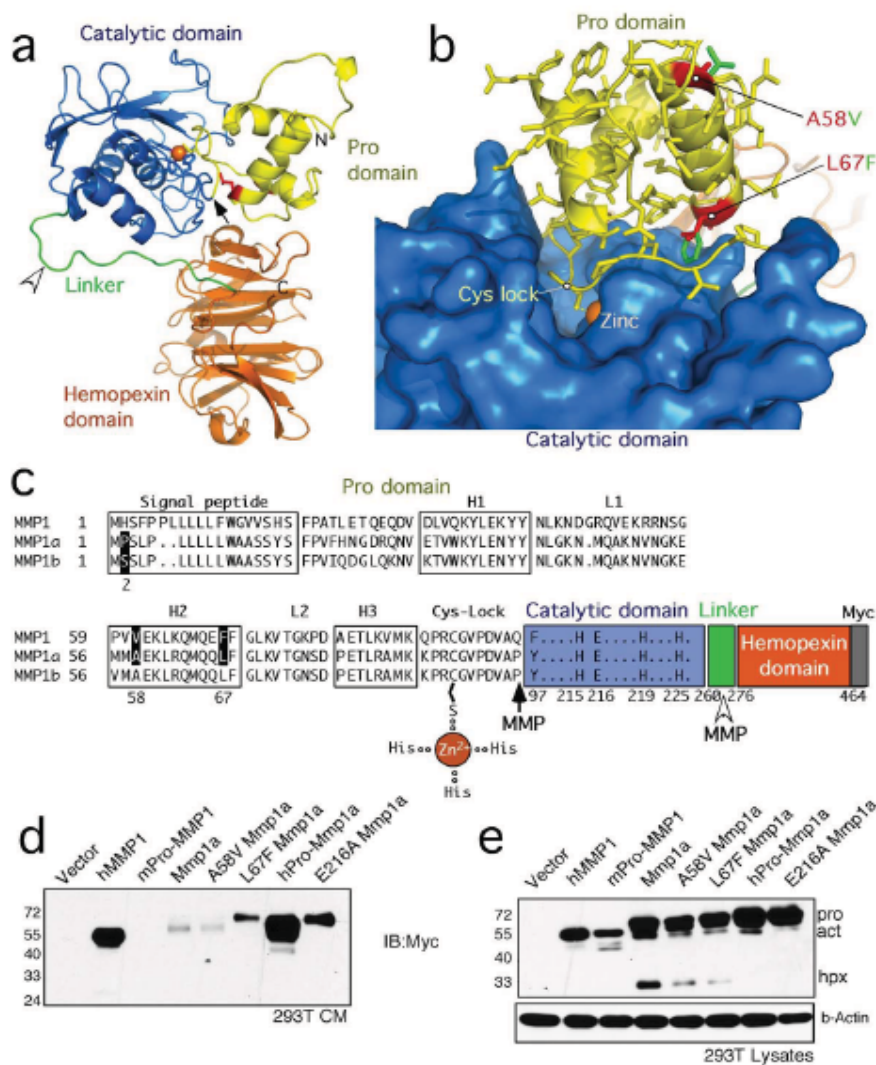 a
b
Catalytic domain
Pro domain
N
Pro domain
A58V
L67F
Linker
C
Cys lock
Zinc
Hemopexin domain
Catalytic domain
c
Pro domain
Signal peptide H1 L1
MMP1 1 MHSFPPLLLLLFWGVVSHS FPATLETQEQDV DLVQKYLEKYY NLKNDGRQVEKRRNSG
MMP1a 1 MPSLP..LLLLLWAASSYS FPVFHNGDRQNV ETVWKYLENYY NLGKN.MQAKNVNGKE
MMP1b 1 MSSLP..LLLLLWAASSYS FPVIQDGLQKNV KTVWKYLENYY NLGKN.MQAKNVNGKE
2
H2 L2 H3 Cys-Lock Catalytic domain Linker Myc
MMP1 59 PVVEKLKQMQEFF GLKVTGKPD AETLKVMK QPRCGVPDVAQ F....H E....H...H.
MMP1a 56 MMAEKLRQMQQLF GLKVTGNSD PETLRAMK KPRCGVPDVAP Y....H E....H...H.
MMP1b 56 VMAEKLRQMQQLF GLKVTGNSD PETLRAMK KPRCGVPDVAP Y....H E....H...H.
Hemopexin domain
58 67 97 215 216 219 225 260 276 464
MMP MMP
S
His Zn2+ His
His
d
Vector hMMP1 mPro-MMP1 Mmp1a A58V Mmp1a L67F Mmp1a hPro-Mmp1a E216A Mmp1a
72
55
40
33
24
IB:Myc
293T CM
e
Vector hMMP1 mPro-MMP1 Mmp1a A58V Mmp1a L67F Mmp1a hPro-Mmp1a E216A Mmp1a
72
55
40
33
pro
act
hpx
b-Actin
293T Lysates